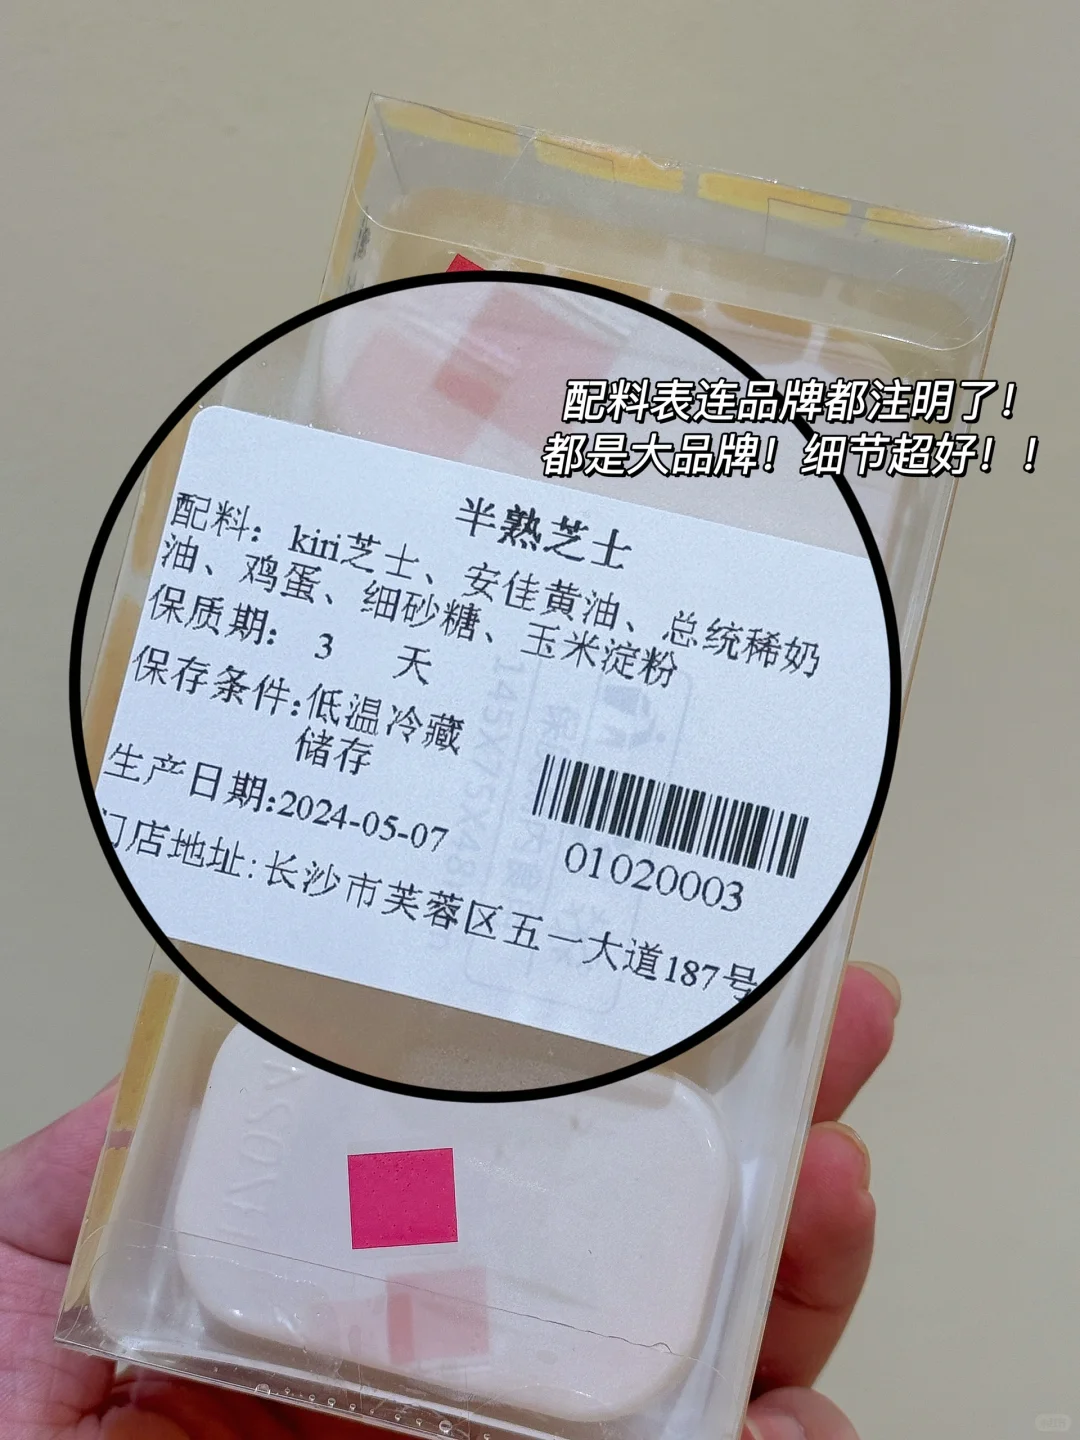 配料表连品牌都注明了！
都是大品牌！细节超好！！
半熟芝士
配料：kiri芝士、安佳黄油、总统稀奶
油、鸡蛋、细砂糖、玉米淀粉
保质期： 3 天
保存条件:低温冷藏
储存
生产日期:2024-05-07
01020003
门店地址:长沙市芙蓉区五一大道187号
145X75X48